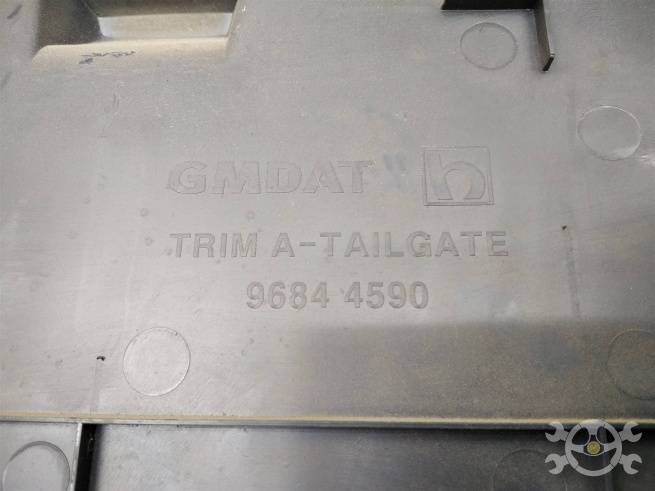 GMDAT h
TRIM A-TAILGATE
9684 4590